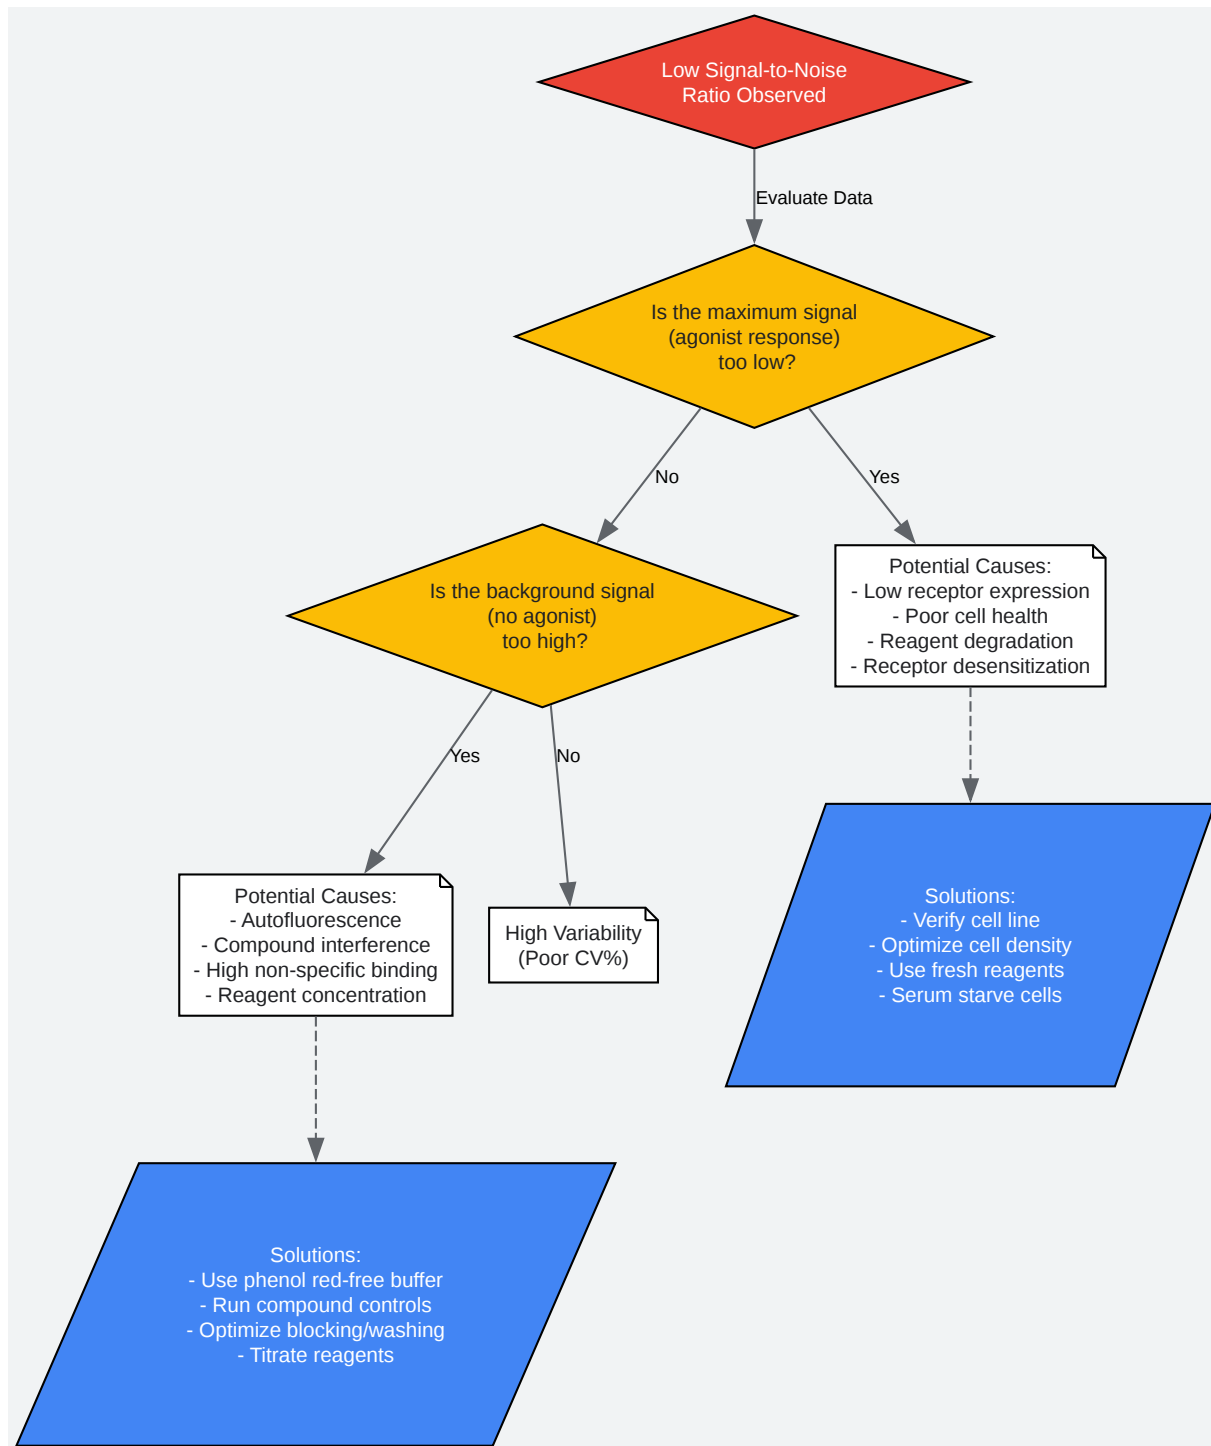 Low Signal-to-Noise
Ratio Observed
Evaluate Data
Is the maximum signal
(agonist response)
too low?
No
Yes
Is the background signal
(no agonist)
too high?
Potential Causes:
- Low receptor expression
- Poor cell health
- Reagent degradation
- Receptor desensitization
Yes
No
Potential Causes:
- Autofluorescence
- Compound interference
- High non-specific binding
- Reagent concentration
High Variability
(Poor CV%)
Solutions:
- Verify cell line
- Optimize cell density
- Use fresh reagents
- Serum starve cells
Solutions:
- Use phenol red-free buffer
- Run compound controls
- Optimize blocking/washing
- Titrate reagents